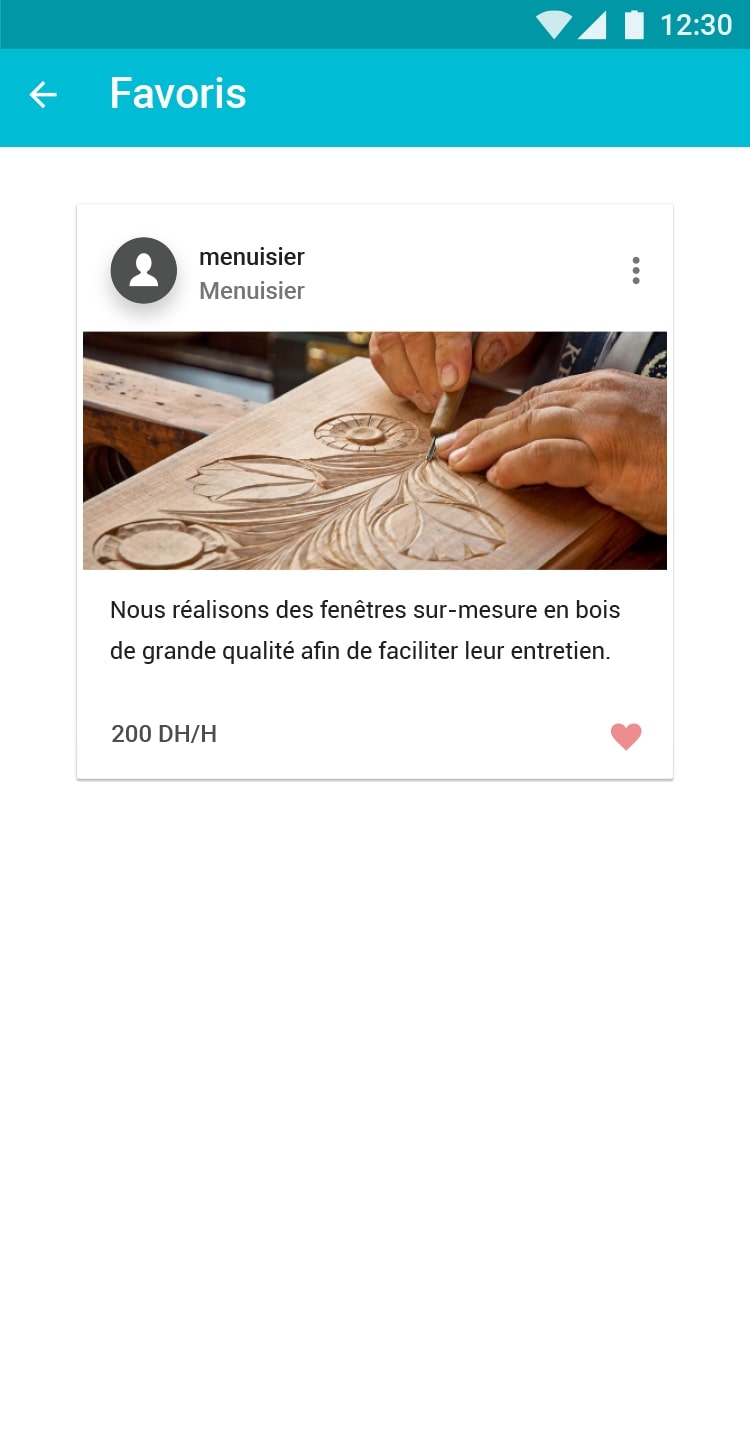 12:30
Favoris
menuisier
Menuisier
Nous réalisons des fenêtres sur-mesure en bois
de grande qualité afin de faciliter leur entretien.
200 DH/H